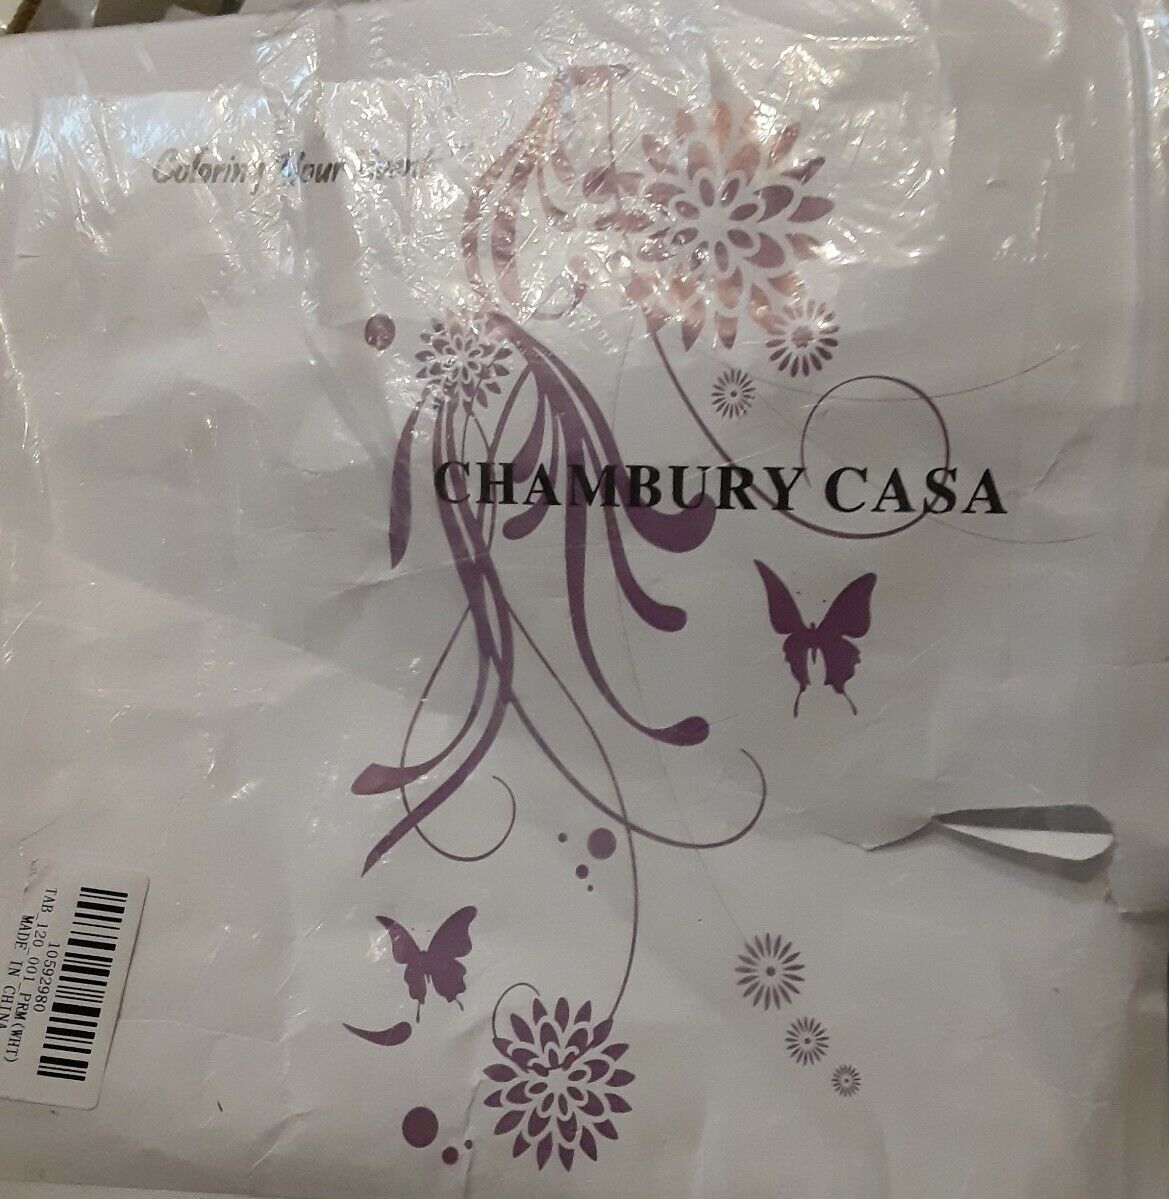 Coloring Your Event
CHAMBURY CASA
10592980
TAB_120_001_PRM(WHT)
MADE IN CHINA